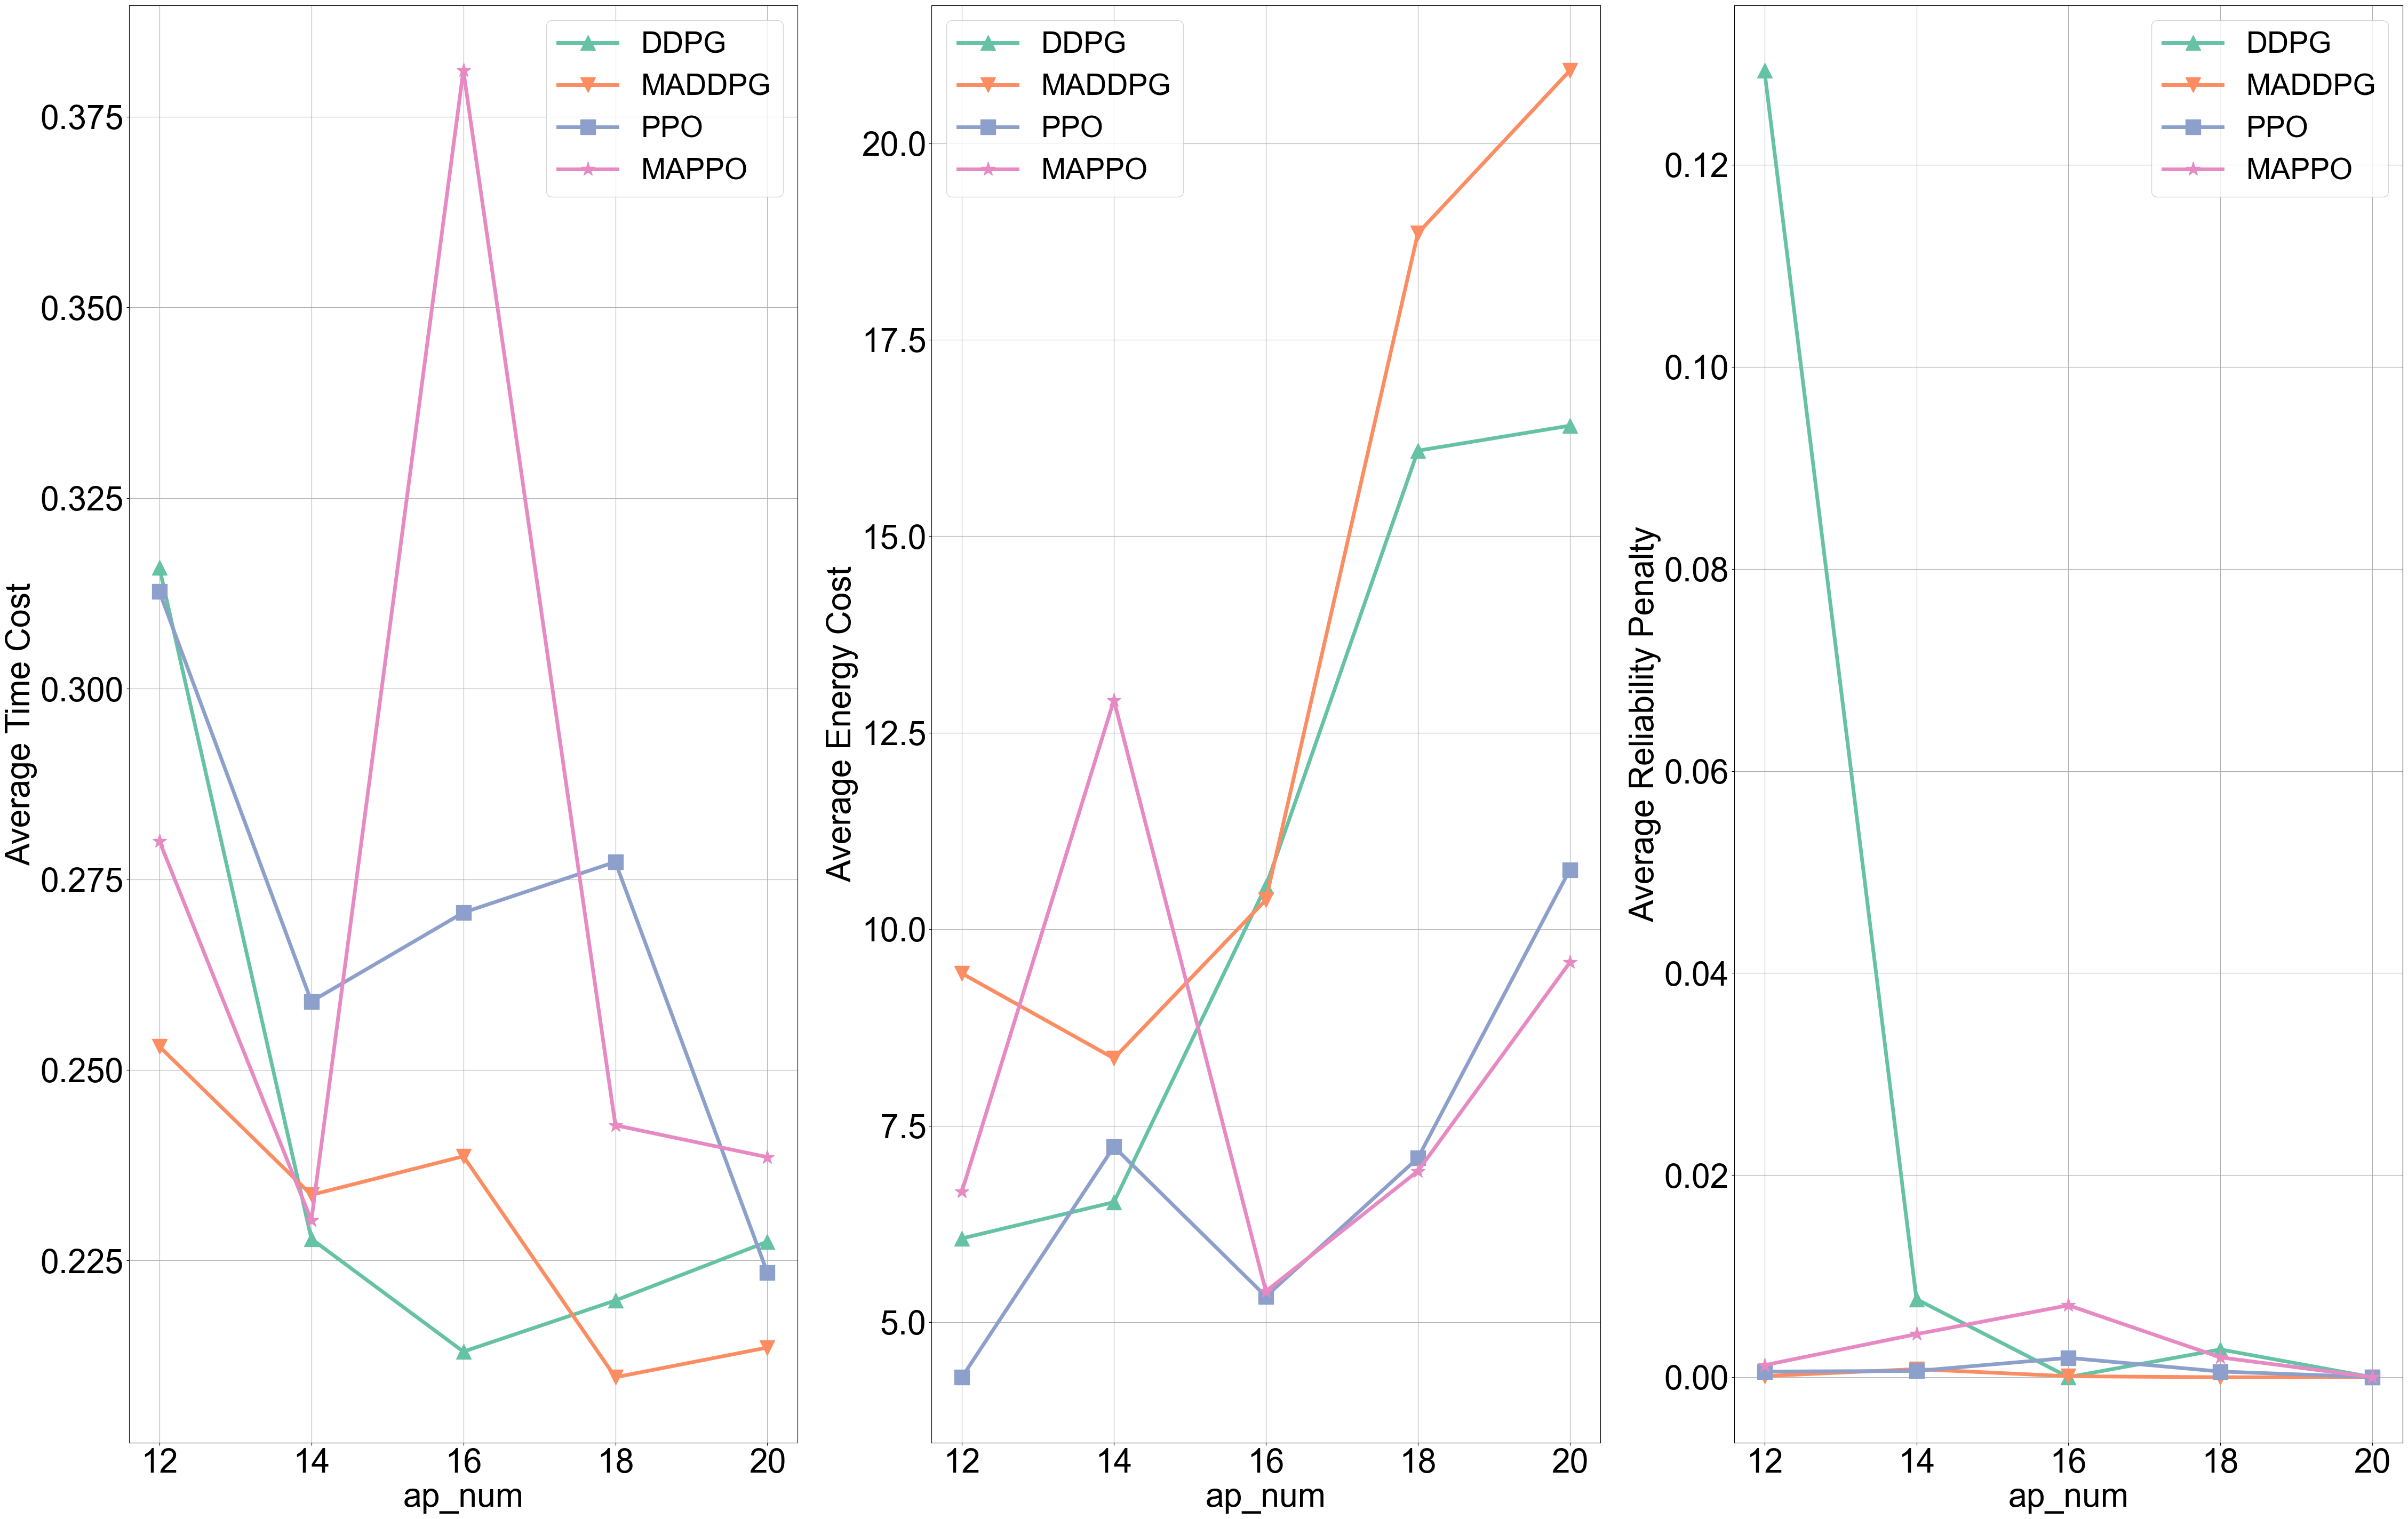 DDPG
MADDPG
PPO
MAPPO
0.375
0.350
0.325
0.300
0.275
0.250
0.225
Average Time Cost
12 14 16 18 20
ap_num
DDPG
MADDPG
PPO
MAPPO
20.0
17.5
15.0
12.5
10.0
7.5
5.0
Average Energy Cost
12 14 16 18 20
ap_num
DDPG
MADDPG
PPO
MAPPO
0.12
0.10
0.08
0.06
0.04
0.02
0.00
Average Reliability Penalty
12 14 16 18 20
ap_num